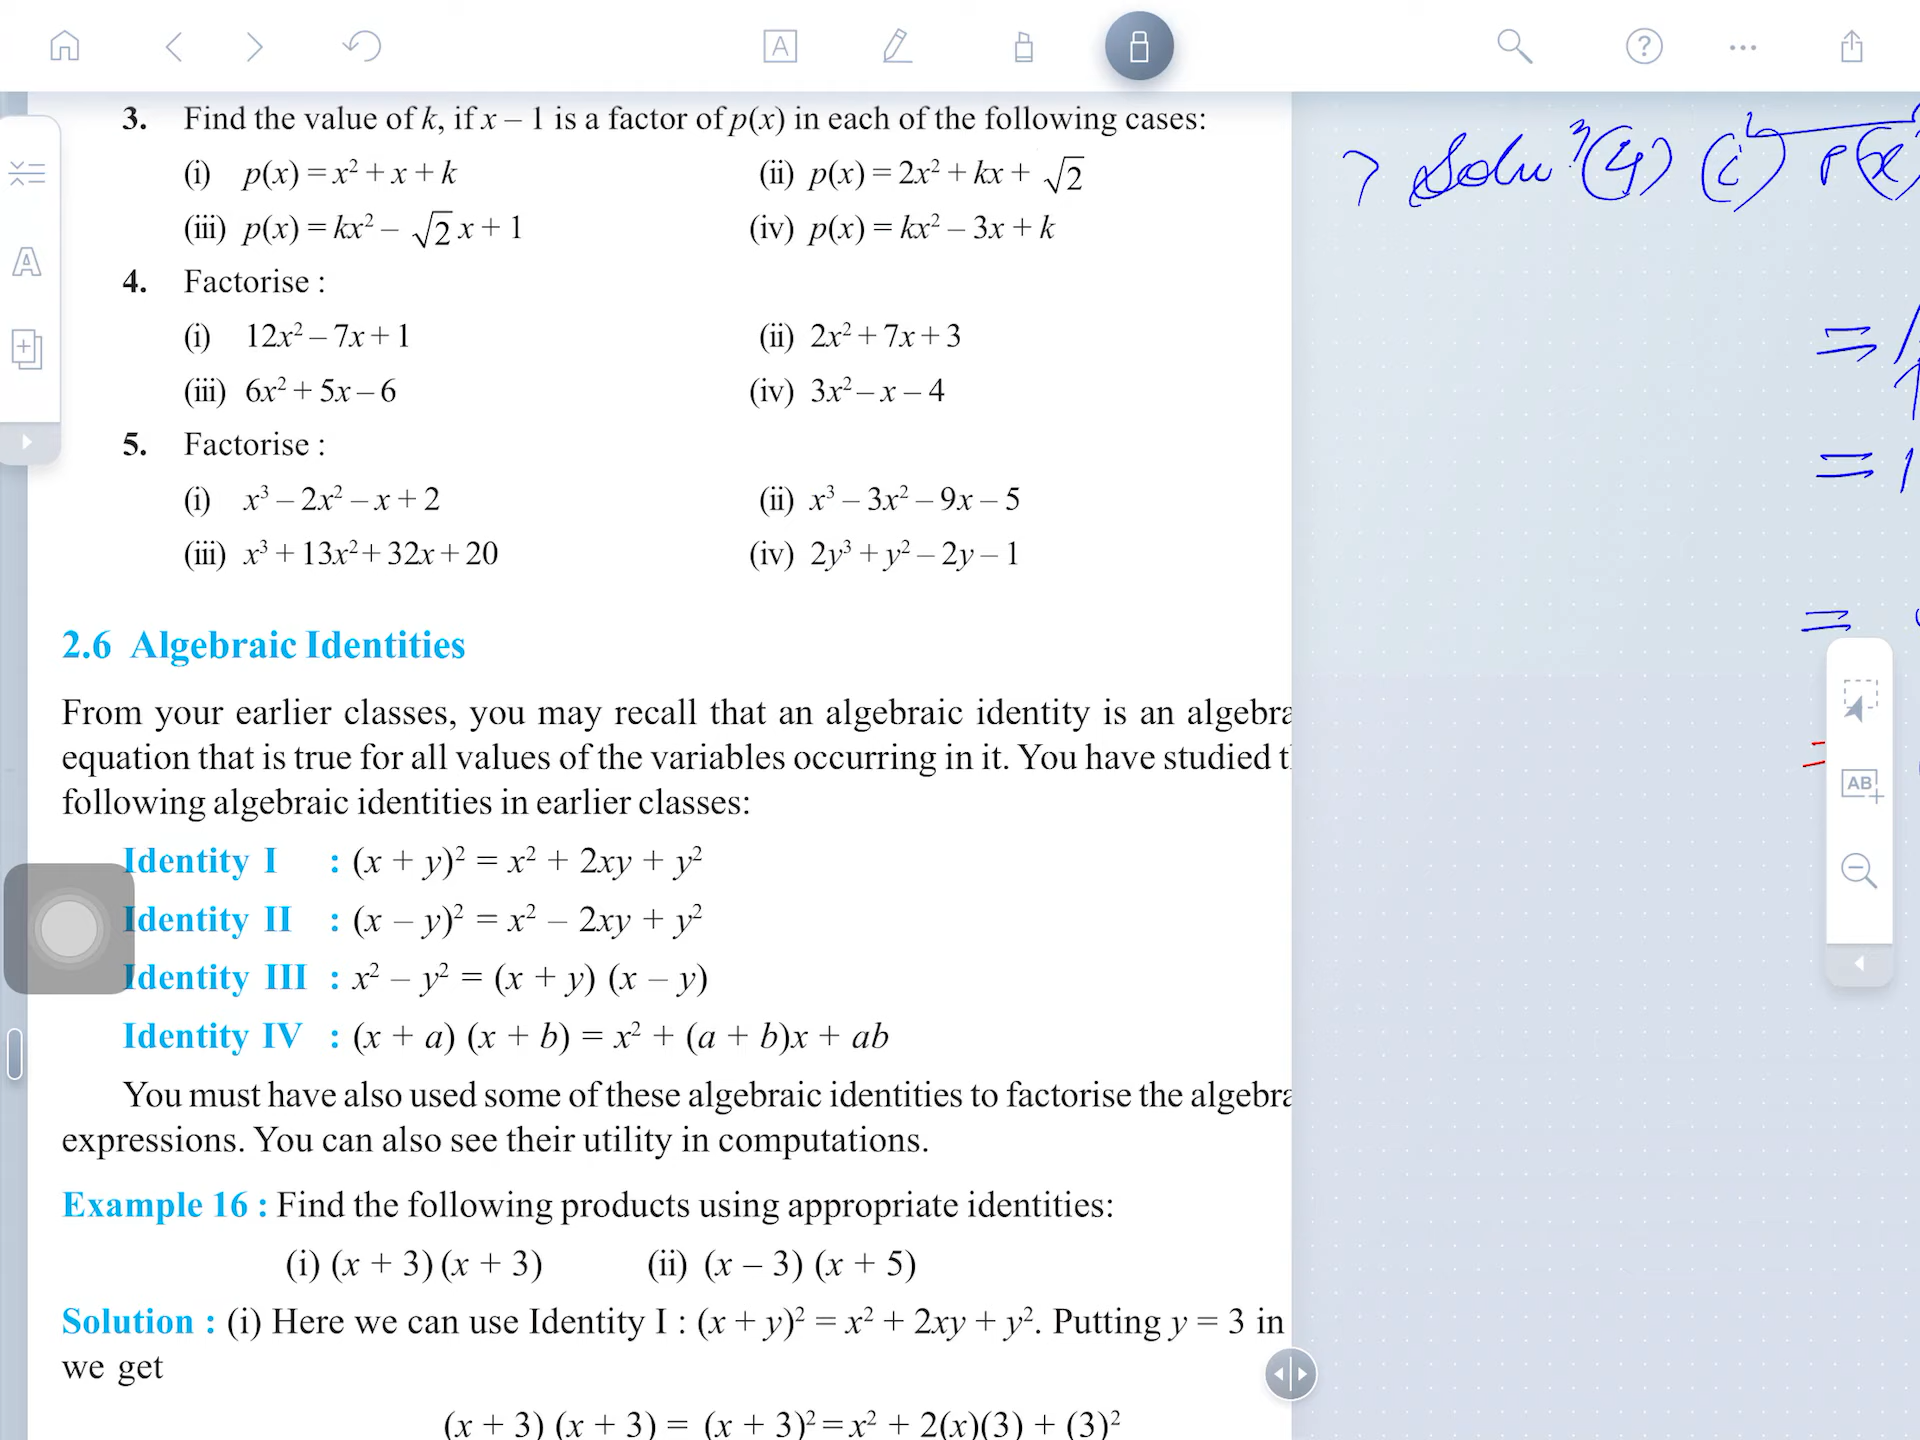 3. Find the value of k, if x – 1 is a factor of p(x) in each of the following cases:
(i) p(x) = x² + x + k (ii) p(x) = 2x² + kx + √2
(iii) p(x) = kx² – √2 x + 1 (iv) p(x) = kx² – 3x + k
4. Factorise :
(i) 12x² – 7x + 1 (ii) 2x² + 7x + 3
(iii) 6x² + 5x – 6 (iv) 3x² – x – 4
5. Factorise :
(i) x³ – 2x² – x + 2 (ii) x³ – 3x² – 9x – 5
(iii) x³ + 13x² + 32x + 20 (iv) 2y³ + y² – 2y – 1
2.6 Algebraic Identities
From your earlier classes, you may recall that an algebraic identity is an algebra
equation that is true for all values of the variables occurring in it. You have studied t
following algebraic identities in earlier classes:
Identity I : (x + y)² = x² + 2xy + y²
Identity II : (x – y)² = x² – 2xy + y²
Identity III : x² – y² = (x + y) (x – y)
Identity IV : (x + a) (x + b) = x² + (a + b)x + ab
You must have also used some of these algebraic identities to factorise the algebra
expressions. You can also see their utility in computations.
Example 16 : Find the following products using appropriate identities:
(i) (x + 3) (x + 3) (ii) (x – 3) (x + 5)
Solution : (i) Here we can use Identity I : (x + y)² = x² + 2xy + y². Putting y = 3 in
we get
(x + 3) (x + 3) = (x + 3)² = x² + 2(x)(3) + (3)²
Solu (4) (i) P(x)
=
=
=
=
A
A
AB